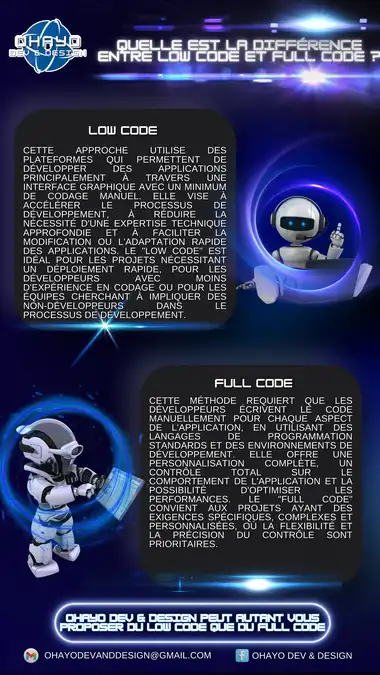 OHAYO
DEV & DESIGN
QUELLE EST LA DIFFÉRENCE
ENTRE LOW CODE ET FULL CODE ?
LOW CODE
CETTE APPROCHE UTILISE DES
PLATEFORMES QUI PERMETTENT DE
DÉVELOPPER DES APPLICATIONS
PRINCIPALEMENT À TRAVERS UNE
INTERFACE GRAPHIQUE AVEC UN MINIMUM
DE CODAGE MANUEL. ELLE VISE À
ACCÉLÉRER LE PROCESSUS DE
DÉVELOPPEMENT, À RÉDUIRE LA
NÉCESSITÉ D'UNE EXPERTISE TECHNIQUE
APPROFONDIE ET À FACILITER LA
MODIFICATION OU L'ADAPTATION RAPIDE
DES APPLICATIONS. LE "LOW CODE" EST
IDÉAL POUR LES PROJETS NÉCESSITANT
UN DÉPLOIEMENT RAPIDE, POUR LES
DÉVELOPPEURS AVEC MOINS
D'EXPÉRIENCE EN CODAGE OU POUR LES
ÉQUIPES CHERCHANT À IMPLIQUER DES
NON-DÉVELOPPEURS DANS LE
PROCESSUS DE DÉVELOPPEMENT.
FULL CODE
CETTE MÉTHODE REQUIERT QUE LES
DÉVELOPPEURS ÉCRIVENT LE CODE
MANUELLEMENT POUR CHAQUE ASPECT
DE L'APPLICATION, EN UTILISANT DES
LANGAGES DE PROGRAMMATION
STANDARDS ET DES ENVIRONNEMENTS DE
DÉVELOPPEMENT. ELLE OFFRE UNE
PERSONNALISATION COMPLÈTE, UN
CONTRÔLE TOTAL SUR LE
COMPORTEMENT DE L'APPLICATION ET LA
POSSIBILITÉ D'OPTIMISER LES
PERFORMANCES. LE "FULL CODE"
CONVIENT AUX PROJETS AYANT DES
EXIGENCES SPÉCIFIQUES, COMPLEXES ET
PERSONNALISÉES, OÙ LA FLEXIBILITÉ ET
LA PRÉCISION DU CONTRÔLE SONT
PRIORITAIRES.
OHAYO DEV & DESIGN PEUT AUTANT VOUS
PROPOSER DU LOW CODE QUE DU FULL CODE
OHAYODEVANDDESIGN@GMAIL.COM
OHAYO DEV & DESIGN